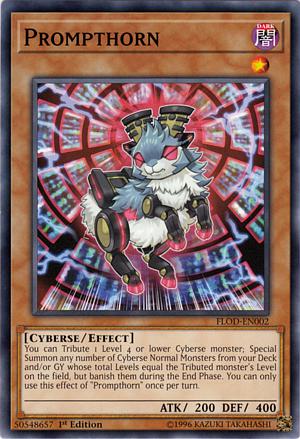 PROMPTHORN
DARK
闇
FLOD-EN002
[CYBERSE/EFFECT]
You can Tribute 1 Level 4 or lower Cyberse monster; Special
Summon any number of Cyberse Normal Monsters from your Deck
and/or GY whose total Levels equal the Tributed monster's Level
on the field, but banish them during the End Phase. You can only
use this effect of "Prompthorn" once per turn.
ATK/ 200 DEF/ 400
50548657 1st Edition ©1996 KAZUKI TAKAHASHI